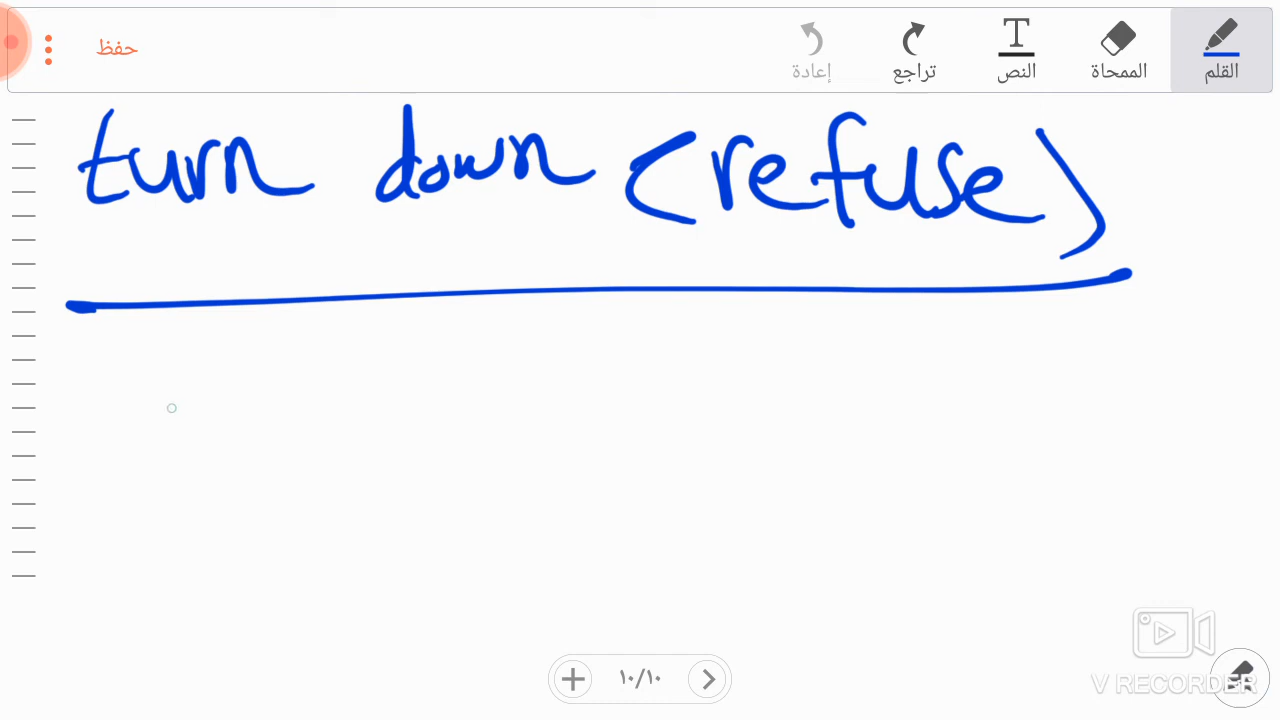 حفظ
إعادة
تراجع
النص
الممحاة
القلم
turn down (refuse)
١٠/١٠
V RECORDER